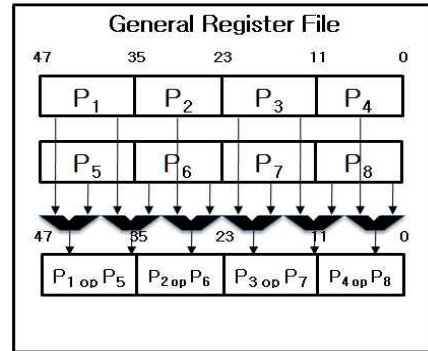 General Register File
47 35 23 11 0
P1 P2 P3 P4
P5 P6 P7 P8
47 35 23 11 0
P1 op P5 P2 op P6 P3 op P7 P4 op P8